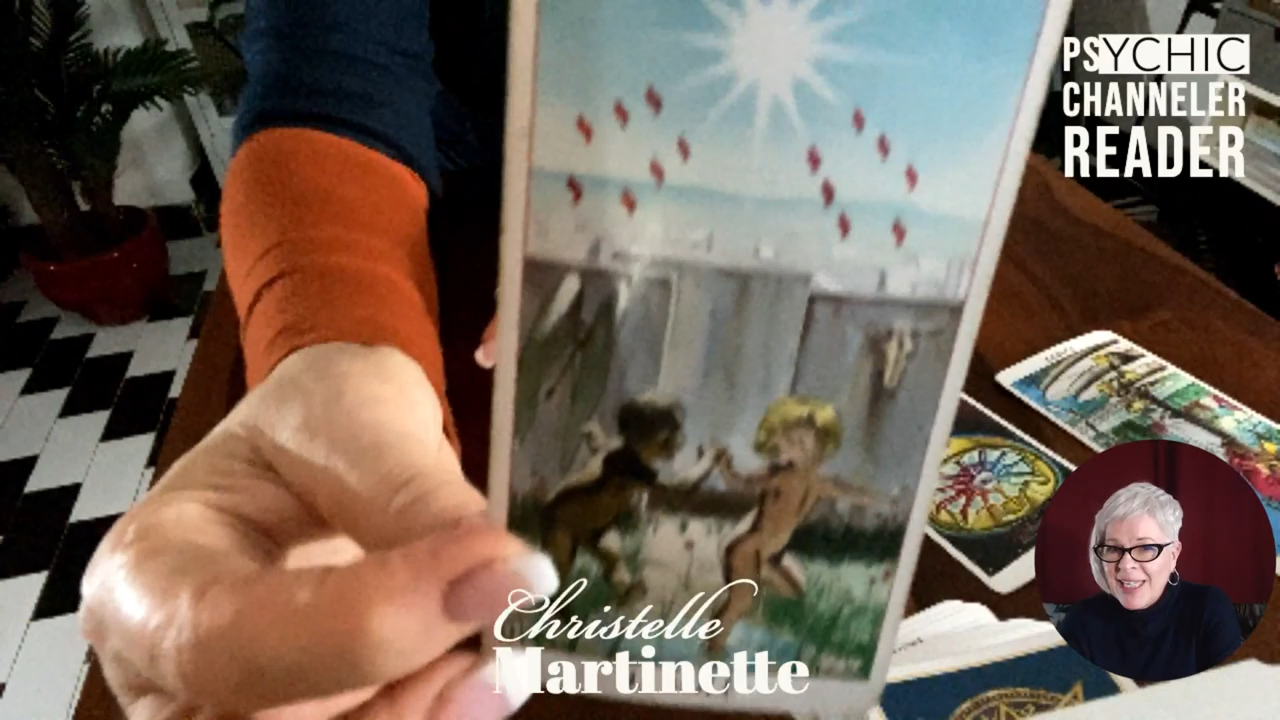 PSYCHIC
CHANNELER
READER
Christelle
Martinette